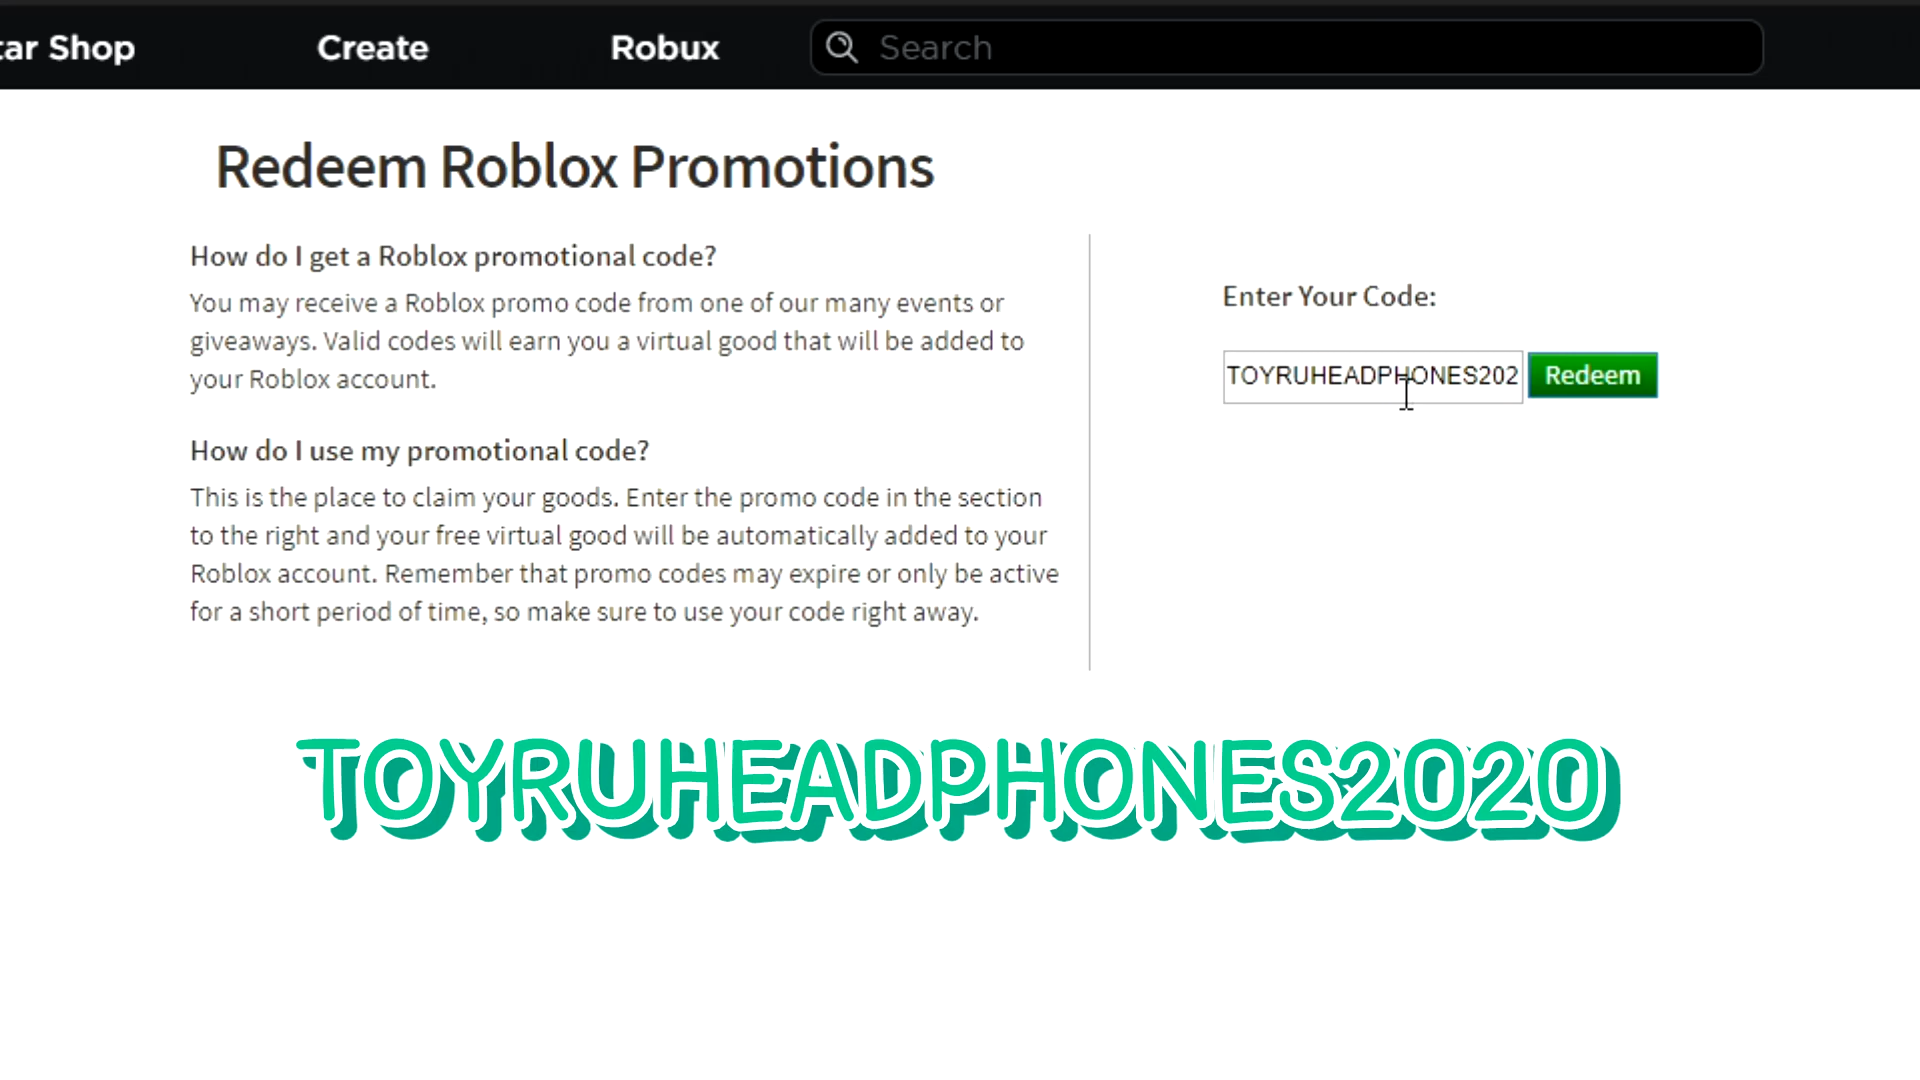 tar Shop
Create
Robux
Search
Redeem Roblox Promotions
How do I get a Roblox promotional code?
You may receive a Roblox promo code from one of our many events or
giveaways. Valid codes will earn you a virtual good that will be added to
your Roblox account.
How do I use my promotional code?
This is the place to claim your goods. Enter the promo code in the section
to the right and your free virtual good will be automatically added to your
Roblox account. Remember that promo codes may expire or only be active
for a short period of time, so make sure to use your code right away.
Enter Your Code:
TOYRUHEADPHONES202
Redeem
TOYRUHEADPHONES2020